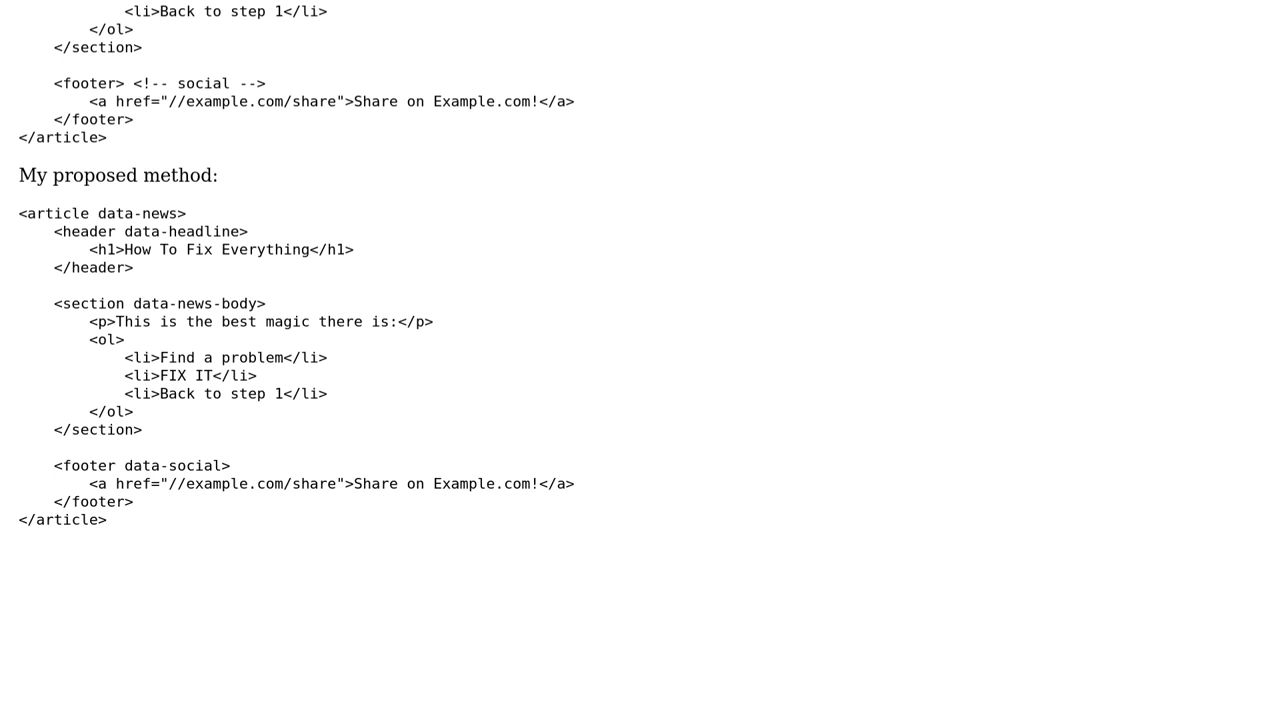 <li>Back to step 1</li>
        </ol>
    </section>

    <footer> <!-- social -->
        <a href="//example.com/share">Share on Example.com!</a>
    </footer>
</article>
My proposed method:
<article data-news>
    <header data-headline>
        <h1>How To Fix Everything</h1>
    </header>

    <section data-news-body>
        <p>This is the best magic there is:</p>
        <ol>
            <li>Find a problem</li>
            <li>FIX IT</li>
            <li>Back to step 1</li>
        </ol>
    </section>

    <footer data-social>
        <a href="//example.com/share">Share on Example.com!</a>
    </footer>
</article>